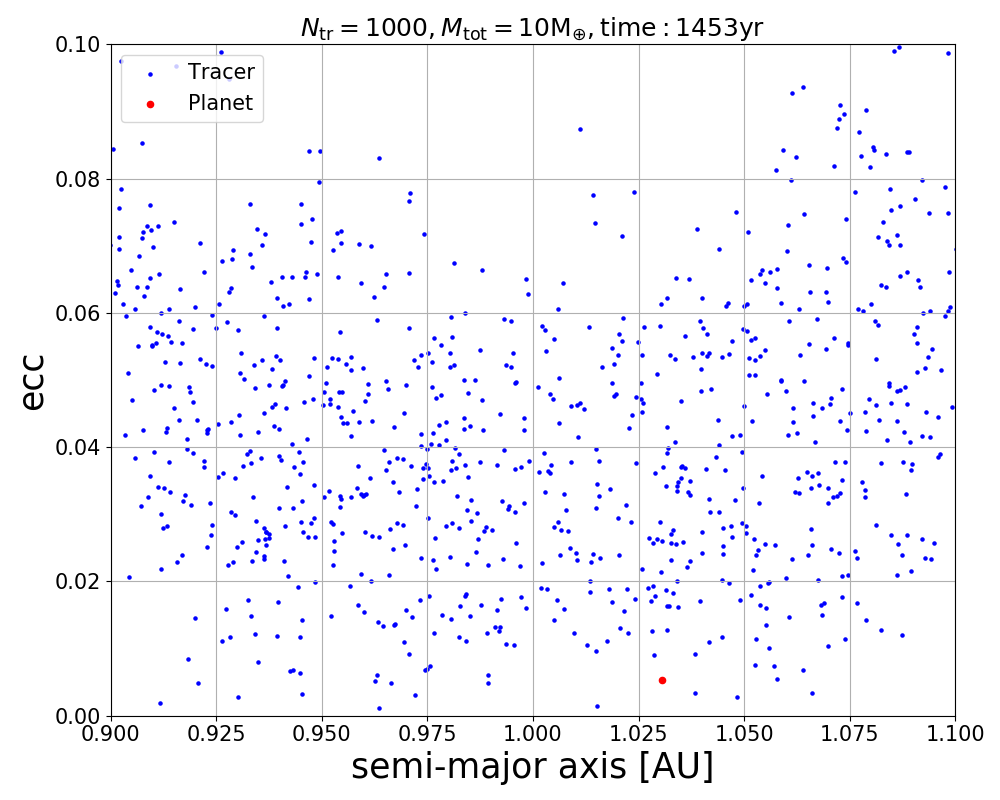 N_tr = 1000, M_tot = 10M_⊕, time : 1453yr
0.10
0.08
0.06
0.04
0.02
0.00
ecc
Tracer
Planet
0.900 0.925 0.950 0.975 1.000 1.025 1.050 1.075 1.100
semi-major axis [AU]